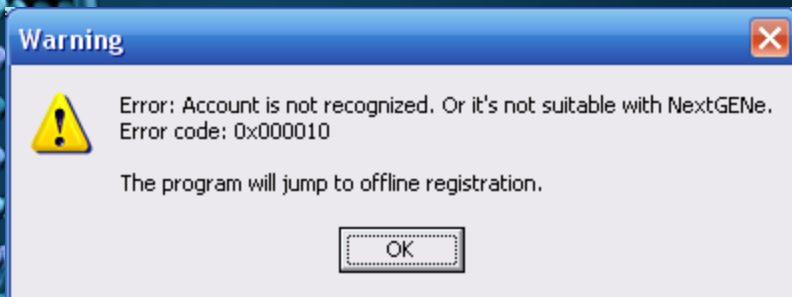 Warning
Error: Account is not recognized. Or it's not suitable with NextGENe.
Error code: 0x000010
The program will jump to offline registration.
OK